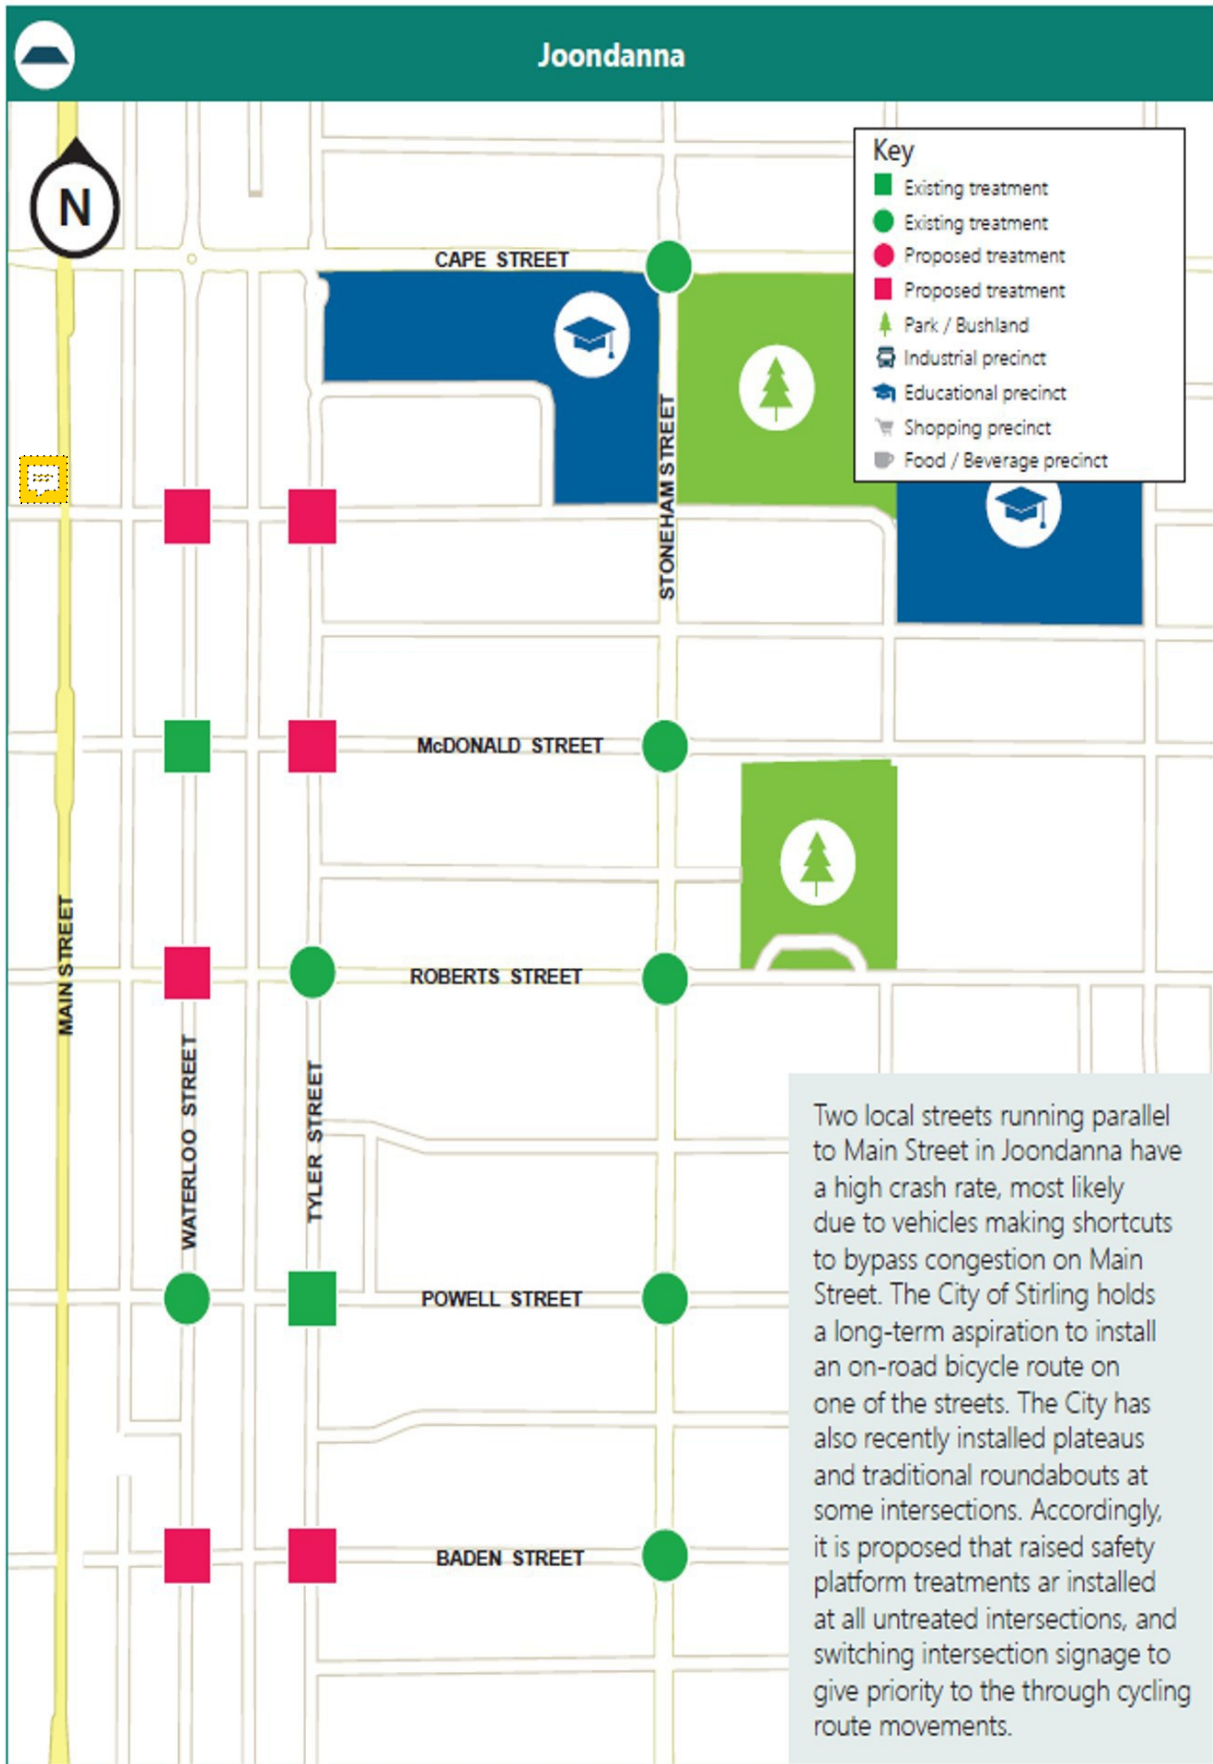 Joondanna
N
Key
Existing treatment
Existing treatment
Proposed treatment
Proposed treatment
Park / Bushland
Industrial precinct
Educational precinct
Shopping precinct
Food / Beverage precinct
CAPE STREET
STONEHAM STREET
McDONALD STREET
MAIN STREET
ROBERTS STREET
WATERLOO STREET
TYLER STREET
POWELL STREET
BADEN STREET
Two local streets running parallel
to Main Street in Joondanna have
a high crash rate, most likely
due to vehicles making shortcuts
to bypass congestion on Main
Street. The City of Stirling holds
a long-term aspiration to install
an on-road bicycle route on
one of the streets. The City has
also recently installed plateaus
and traditional roundabouts at
some intersections. Accordingly,
it is proposed that raised safety
platform treatments ar installed
at all untreated intersections, and
switching intersection signage to
give priority to the through cycling
route movements.